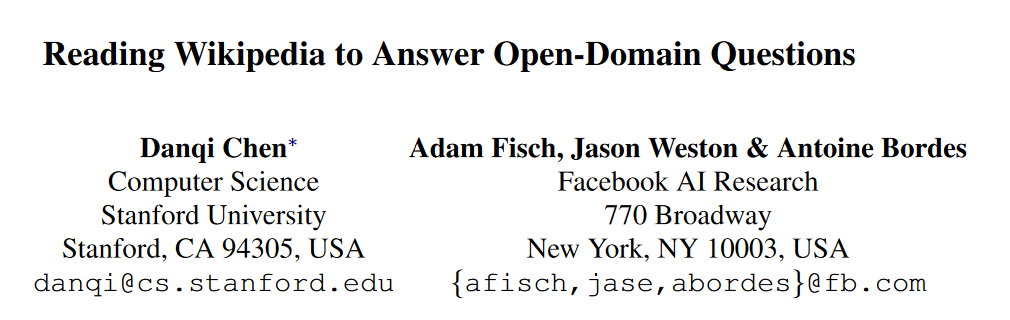 Reading Wikipedia to Answer Open-Domain Questions
Danqi Chen*
Computer Science
Stanford University
Stanford, CA 94305, USA
danqi@cs.stanford.edu
Adam Fisch, Jason Weston & Antoine Bordes
Facebook AI Research
770 Broadway
New York, NY 10003, USA
{afisch,jase,abordes}@fb.com